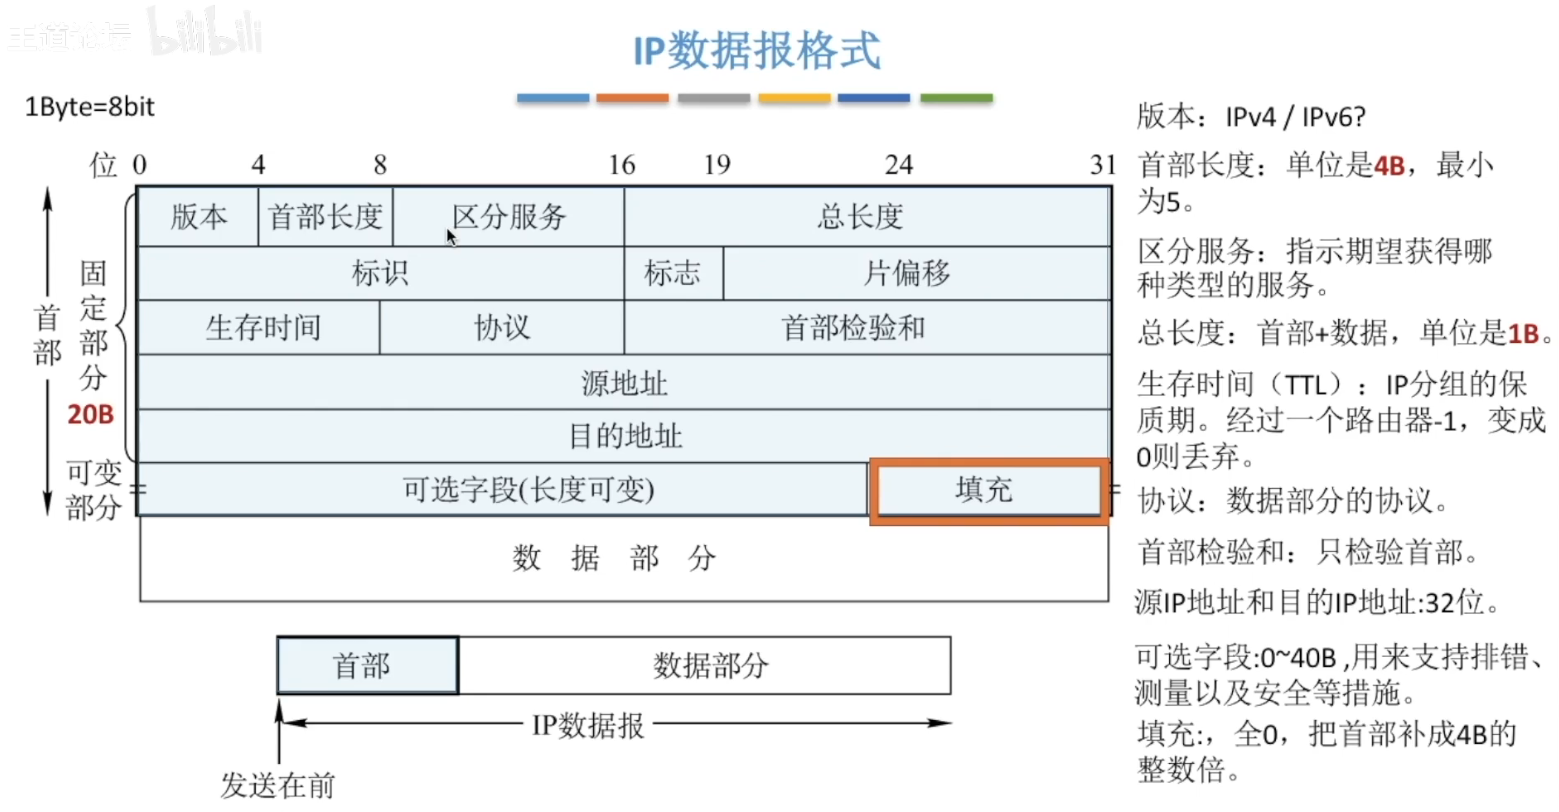 王道论坛 bilibili
IP数据报格式
1Byte=8bit
位 0 4 8 16 19 24 31
版本 首部长度 区分服务 总长度
标识 标志 片偏移
生存时间 协议 首部检验和
源地址
目的地址
可选字段(长度可变) 填充
数 据 部 分
首部
固定部分
20B
可变
部分
首部 数据部分
IP数据报
发送在前
版本：IPv4 / IPv6?
首部长度：单位是4B，最小
为5。
区分服务：指示期望获得哪
种类型的服务。
总长度：首部+数据，单位是1B。
生存时间（TTL）：IP分组的保
质期。经过一个路由器-1，变成
0则丢弃。
协议：数据部分的协议。
首部检验和：只检验首部。
源IP地址和目的IP地址:32位。
可选字段:0~40B ,用来支持排错、
测量以及安全等措施。
填充:，全0，把首部补成4B的
整数倍。